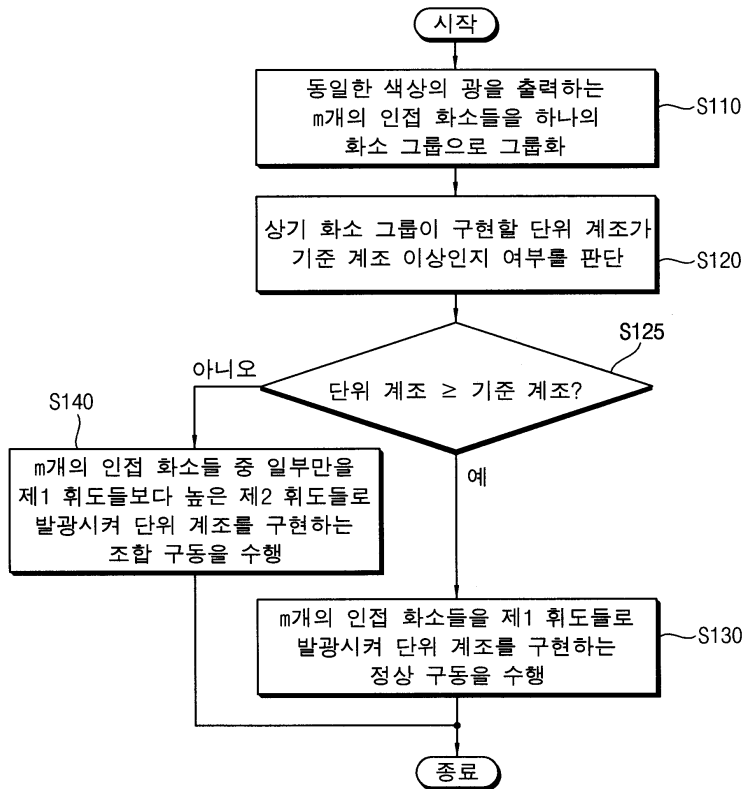 시작
동일한 색상의 광을 출력하는
m개의 인접 화소들을 하나의
화소 그룹으로 그룹화
S110
상기 화소 그룹이 구현할 단위 계조가
기준 계조 이상인지 여부룰 판단
S120
S125
단위 계조 ≥ 기준 계조?
아니오
예
S140
m개의 인접 화소들 중 일부만을
제1 휘도들보다 높은 제2 휘도들로
발광시켜 단위 계조를 구현하는
조합 구동을 수행
m개의 인접 화소들을 제1 휘도들로
발광시켜 단위 계조를 구현하는
정상 구동을 수행
S130
종료